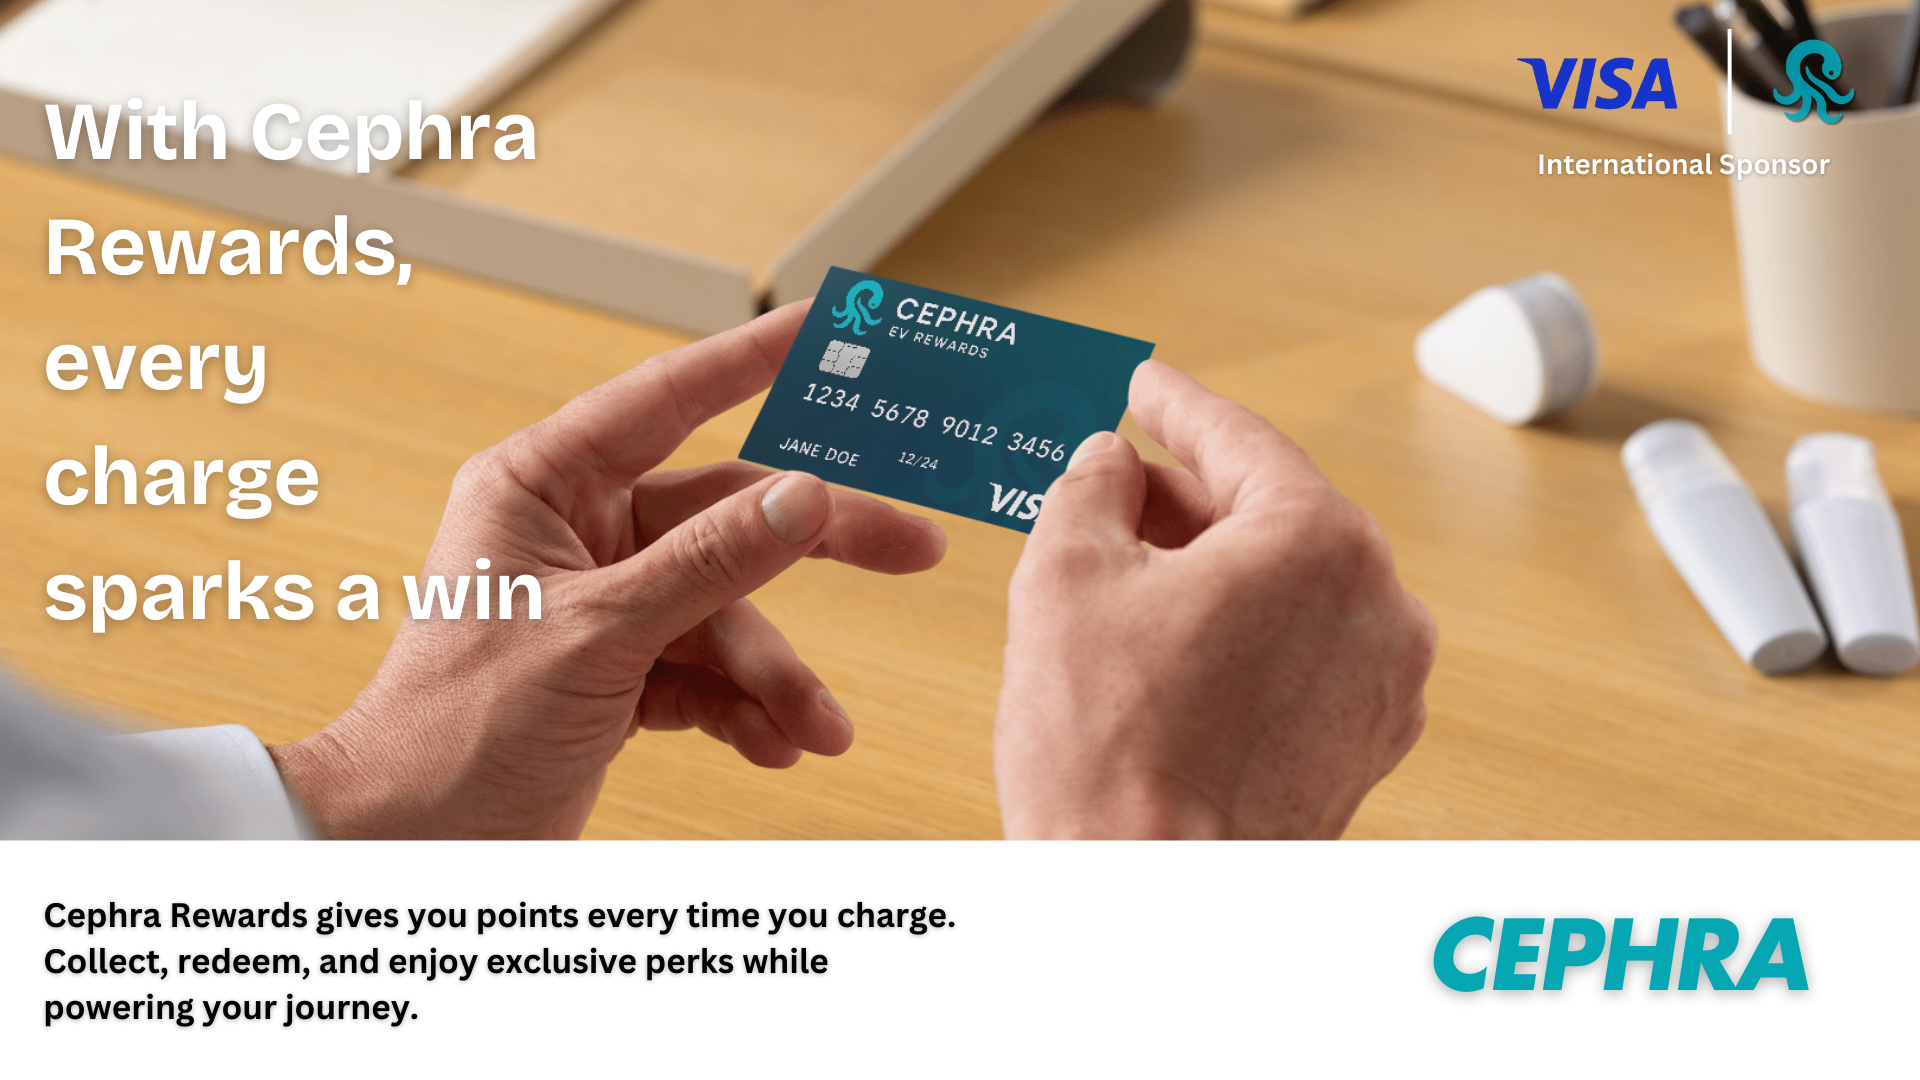 With Cephra
Rewards,
every
charge
sparks a win
VISA
International Sponsor
CEPHRA
EV REWARDS
1234 5678 9012 3456
JANE DOE 12/24
VIS
Cephra Rewards gives you points every time you charge.
Collect, redeem, and enjoy exclusive perks while
powering your journey.
CEPHRA